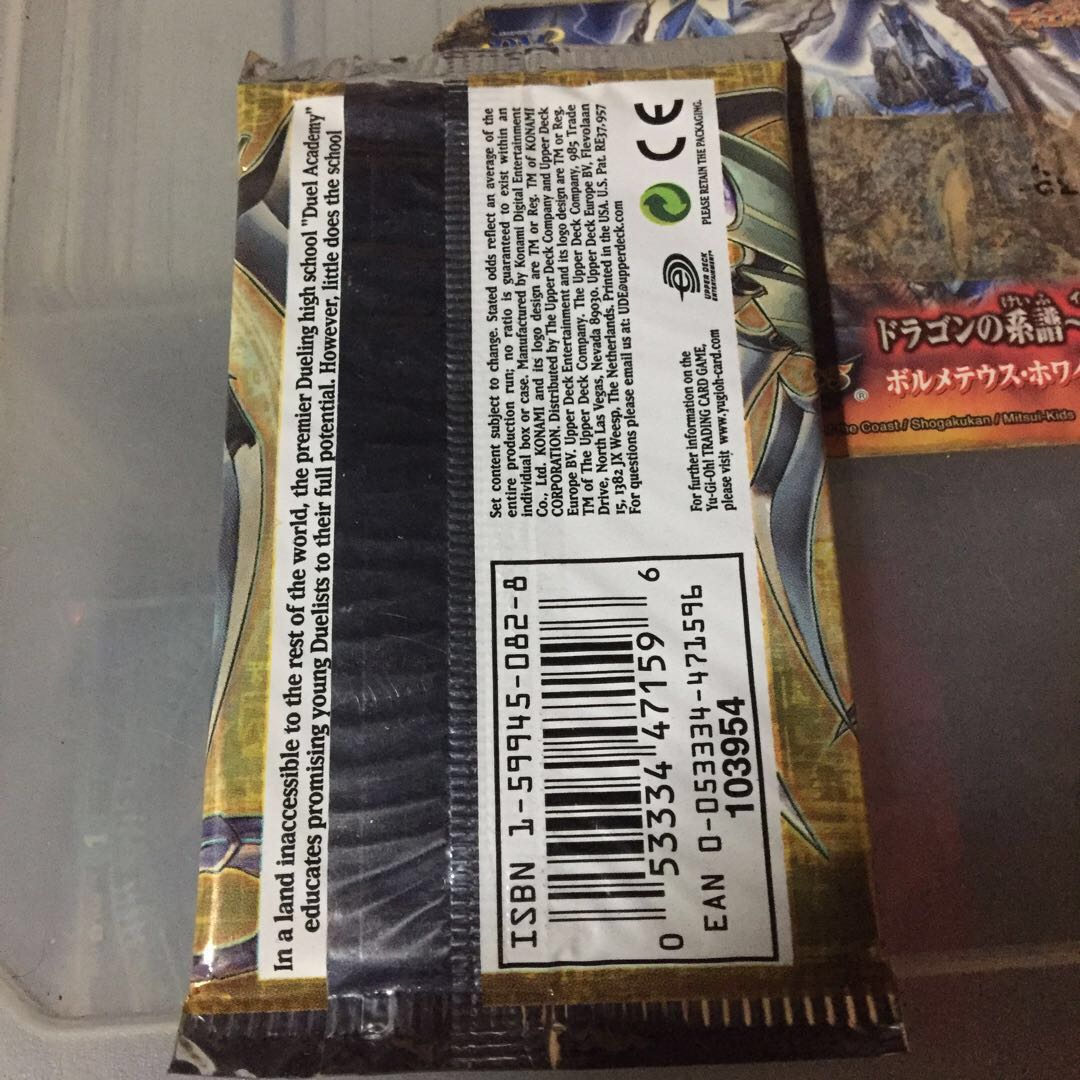 In a land inaccessible to the rest of the world, the premier Dueling high school "Duel Academy"
educates promising young Duelists to their full potential. However, little does the school
Set content subject to change. Stated odds reflect an average of the
entire production run; no ratio is guaranteed to exist within an
individual box or case. Manufactured by Konami Digital Entertainment
Co., Ltd. KONAMI and its logo design are TM or Reg. TM of KONAMI
CORPORATION. Distributed by The Upper Deck Company and Upper Deck
Europe BV. Upper Deck Entertainment and its logo design are TM or Reg.
TM of The Upper Deck Company. The Upper Deck Company, 985 Trade
Drive, North Las Vegas, Nevada 89030. Upper Deck Europe BV, Flevolaan
15, 1382 JX Weesp, The Netherlands. Printed in the USA. U.S. Pat. RE37,957
For questions please email us at: UDE@upperdeck.com
UPPER DECK
ENTERTAINMENT
CE
PLEASE RETAIN THE PACKAGING.
For further information on the
Yu-Gi-Oh! TRADING CARD GAME,
please visit www.yugioh-card.com
ISBN 1-59945-082-8
0 53334 47159 6
EAN 0-053334-471596
103954
けいふ
ドラゴンの系譜～
ボルメテウス・ホワイ
®
the Coast / Shogakukan / Mitsui-Kids